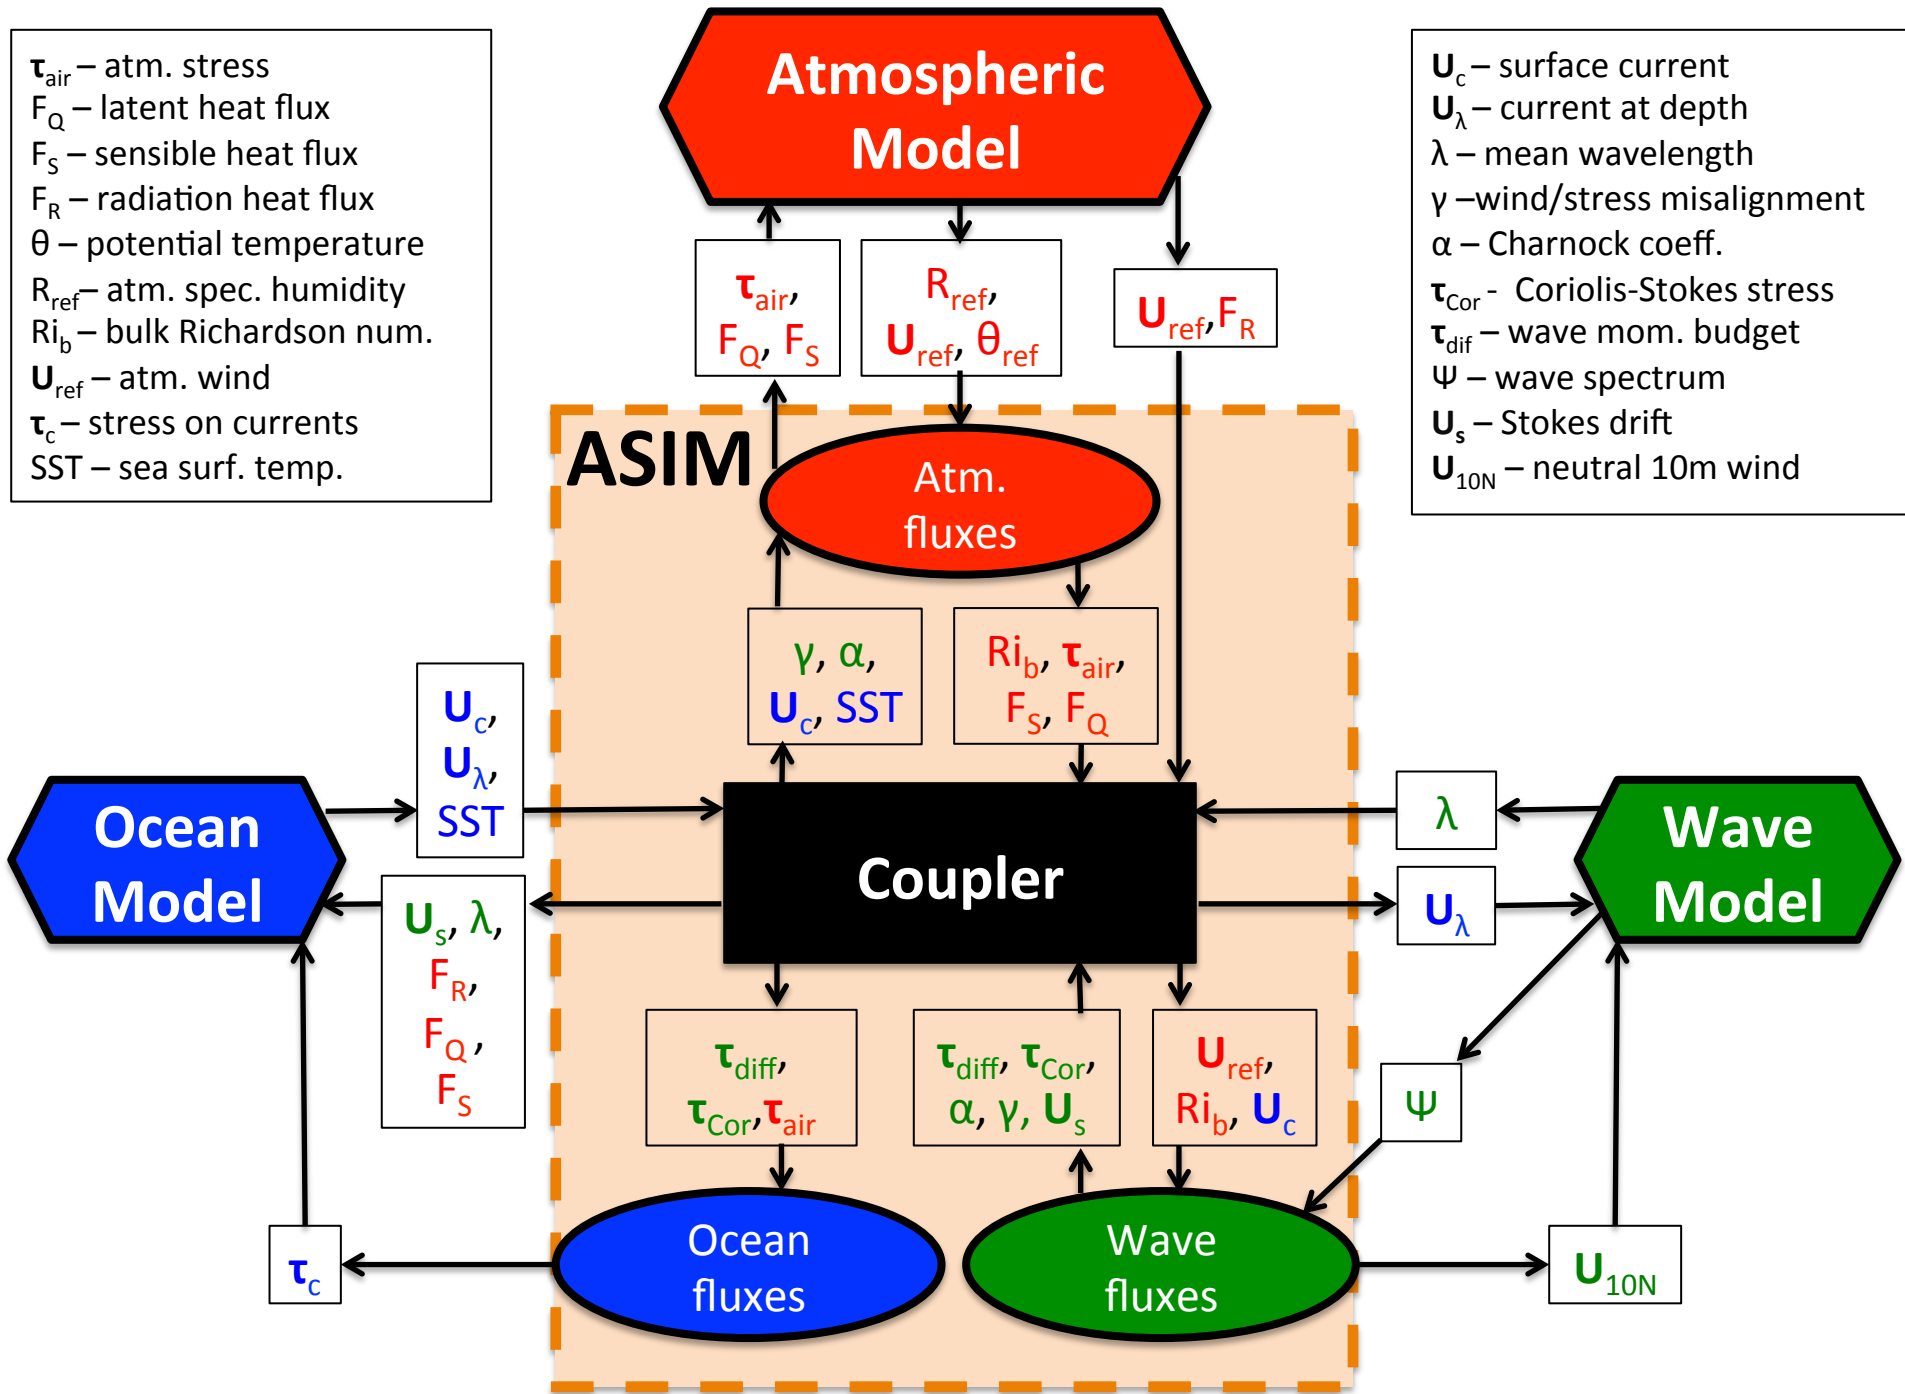 τair – atm. stress
FQ – latent heat flux
FS – sensible heat flux
FR – radiation heat flux
θ – potential temperature
Rref– atm. spec. humidity
Rib – bulk Richardson num.
Uref – atm. wind
τc – stress on currents
SST – sea surf. temp.
Atmospheric
Model
Uc – surface current
Uλ – current at depth
λ – mean wavelength
γ –wind/stress misalignment
α – Charnock coeff.
τCor - Coriolis-Stokes stress
τdif – wave mom. budget
Ψ – wave spectrum
Us – Stokes drift
U10N – neutral 10m wind
τair,
FQ, FS
Rref,
Uref, θref
Uref,FR
ASIM
Atm.
fluxes
γ, α,
Uc, SST
Rib, τair,
FS, FQ
Uc,
Uλ,
SST
Ocean
Model
Coupler
λ
Uλ
Wave
Model
Us, λ,
FR,
FQ ,
FS
τdiff,
τCor,τair
τdiff, τCor,
α, γ, Us
Uref,
Rib, Uc
Ψ
τc
Ocean
fluxes
Wave
fluxes
U10N